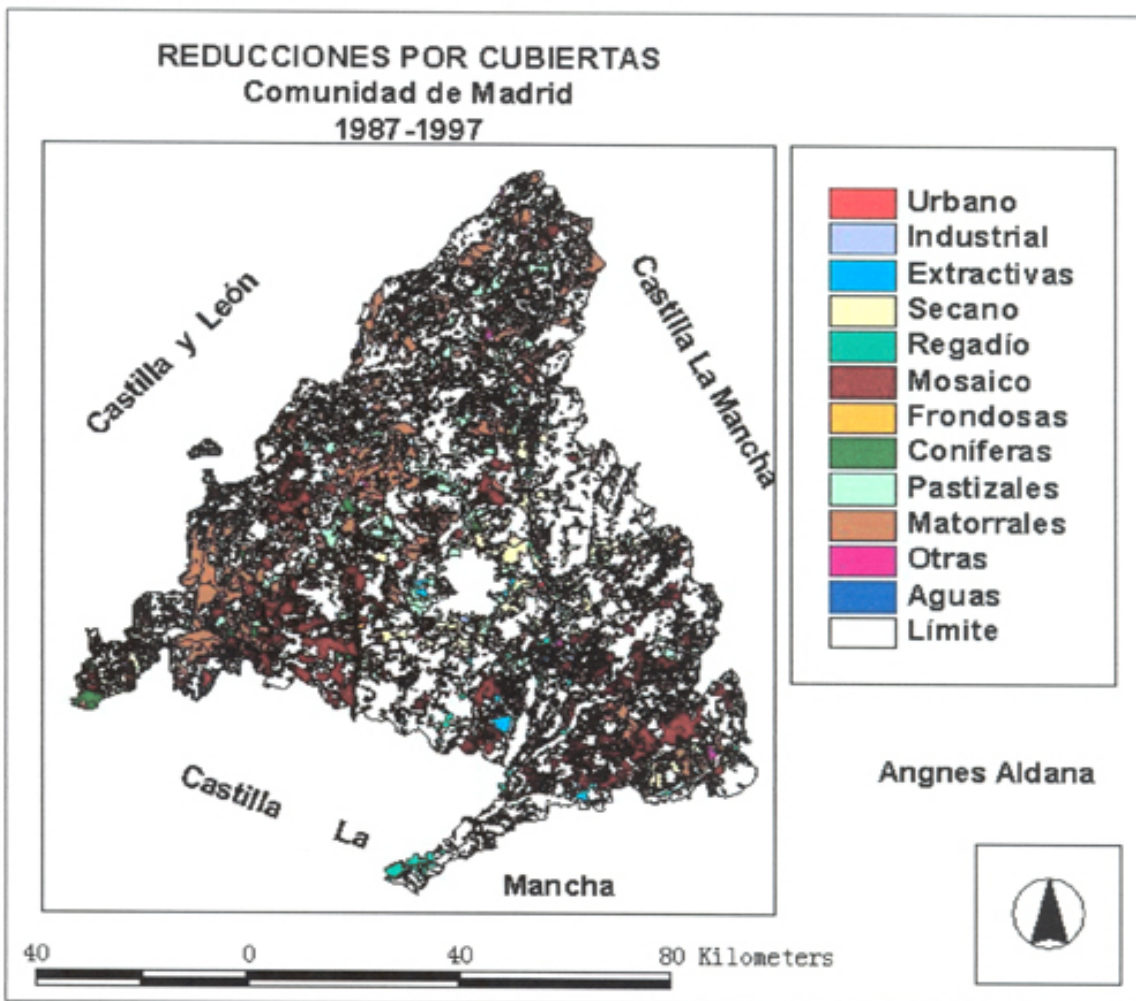 REDUCCIONES POR CUBIERTAS
Comunidad de Madrid
1987-1997
Castilla y León
Castilla La Mancha
Castilla La Mancha
Urbano
Industrial
Extractivas
Secano
Regadío
Mosaico
Frondosas
Coníferas
Pastizales
Matorrales
Otras
Aguas
Límite
Angnes Aldana
40 0 40 80 Kilometers